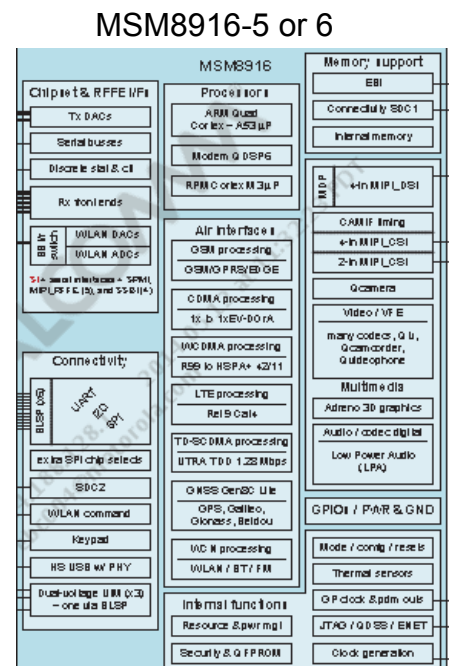 MSM8916-5 or 6
MSM8916
Chipset & RFFE I/Fs
Tx DACs
Serial busses
Discrete stat & ctl
Rx front ends
BB I/f
switch
WLAN DACs
WLAN ADCs
Connectivity
BLSP (x6)
UART
I2C
SPI
extra SPI chip selects
SDC2
WLAN command
Keypad
HS USB w/ PHY
Dual-voltage UIM (x3)
– one via BLSP
Processors
ARM Quad
Cortex – A53 µP
Modem QDSP6
RPM Cortex M3 µP
Air Interfaces
GSM processing
GSM/GPRS/EDGE
CDMA processing
1x to 1xEV-DOrA
WCDMA processing
R99 to HSPA+ 42/11
LTE processing
Rel 9 Cat4
TD-SCDMA processing
UTRA TDD 1.28 Mbps
GNSS Gen8C Lite
GPS, Galileo,
Glonass, Beidou
WCN processing
WLAN / BT / FM
Internal functions
Resource & pwr mgt
Security & QFPROM
Memory support
EBI
Connectivity SDC1
Internal memory
MDP
4-ln MIPI_DSI
CAMIF timing
4-ln MIPI_CSI
2-ln MIPI_CSI
Qcamera
Video / VFE
many codecs, Qtv,
Qcamcorder,
Qvideophone
Multimedia
Adreno 3D graphics
Audio / codec digital
Low Power Audio
(LPA)
GPIOs / PWR & GND
Mode / config / resets
Thermal sensors
GP clock & pdm outs
JTAG / QDSS / ENET
Clock generation